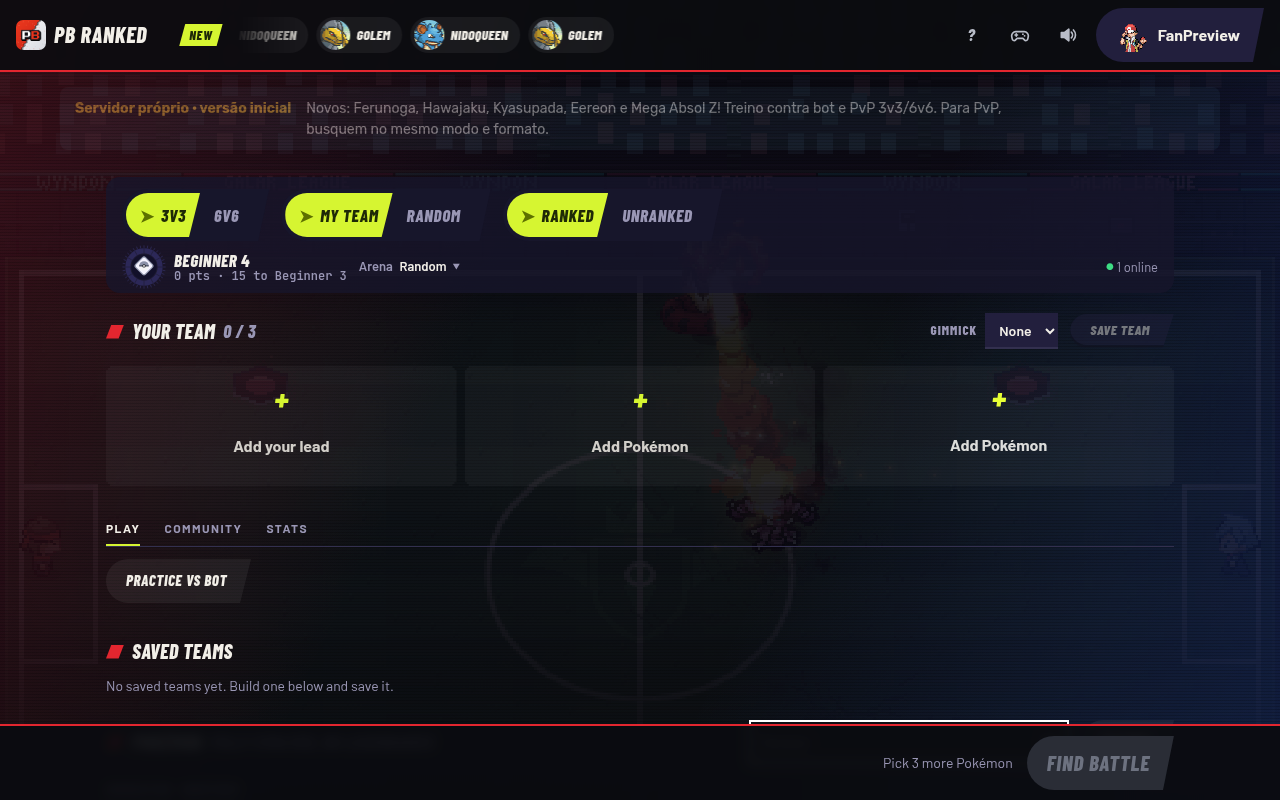 PB PB RANKED
NEW
NIDOQUEEN
GOLEM
NIDOQUEEN
GOLEM
?
FanPreview
Servidor próprio • versão inicial
Novos: Ferunoga, Hawajaku, Kyasupada, Eereon e Mega Absol Z! Treino contra bot e PvP 3v3/6v6. Para PvP,
busquem no mesmo modo e formato.
3V3
6V6
MY TEAM
RANDOM
RANKED
UNRANKED
BEGINNER 4
0 pts · 15 to Beginner 3
Arena Random
1 online
YOUR TEAM 0 / 3
GIMMICK
None
SAVE TEAM
+
Add your lead
+
Add Pokémon
+
Add Pokémon
PLAY
COMMUNITY
STATS
PRACTICE VS BOT
SAVED TEAMS
No saved teams yet. Build one below and save it.
Pick 3 more Pokémon
FIND BATTLE